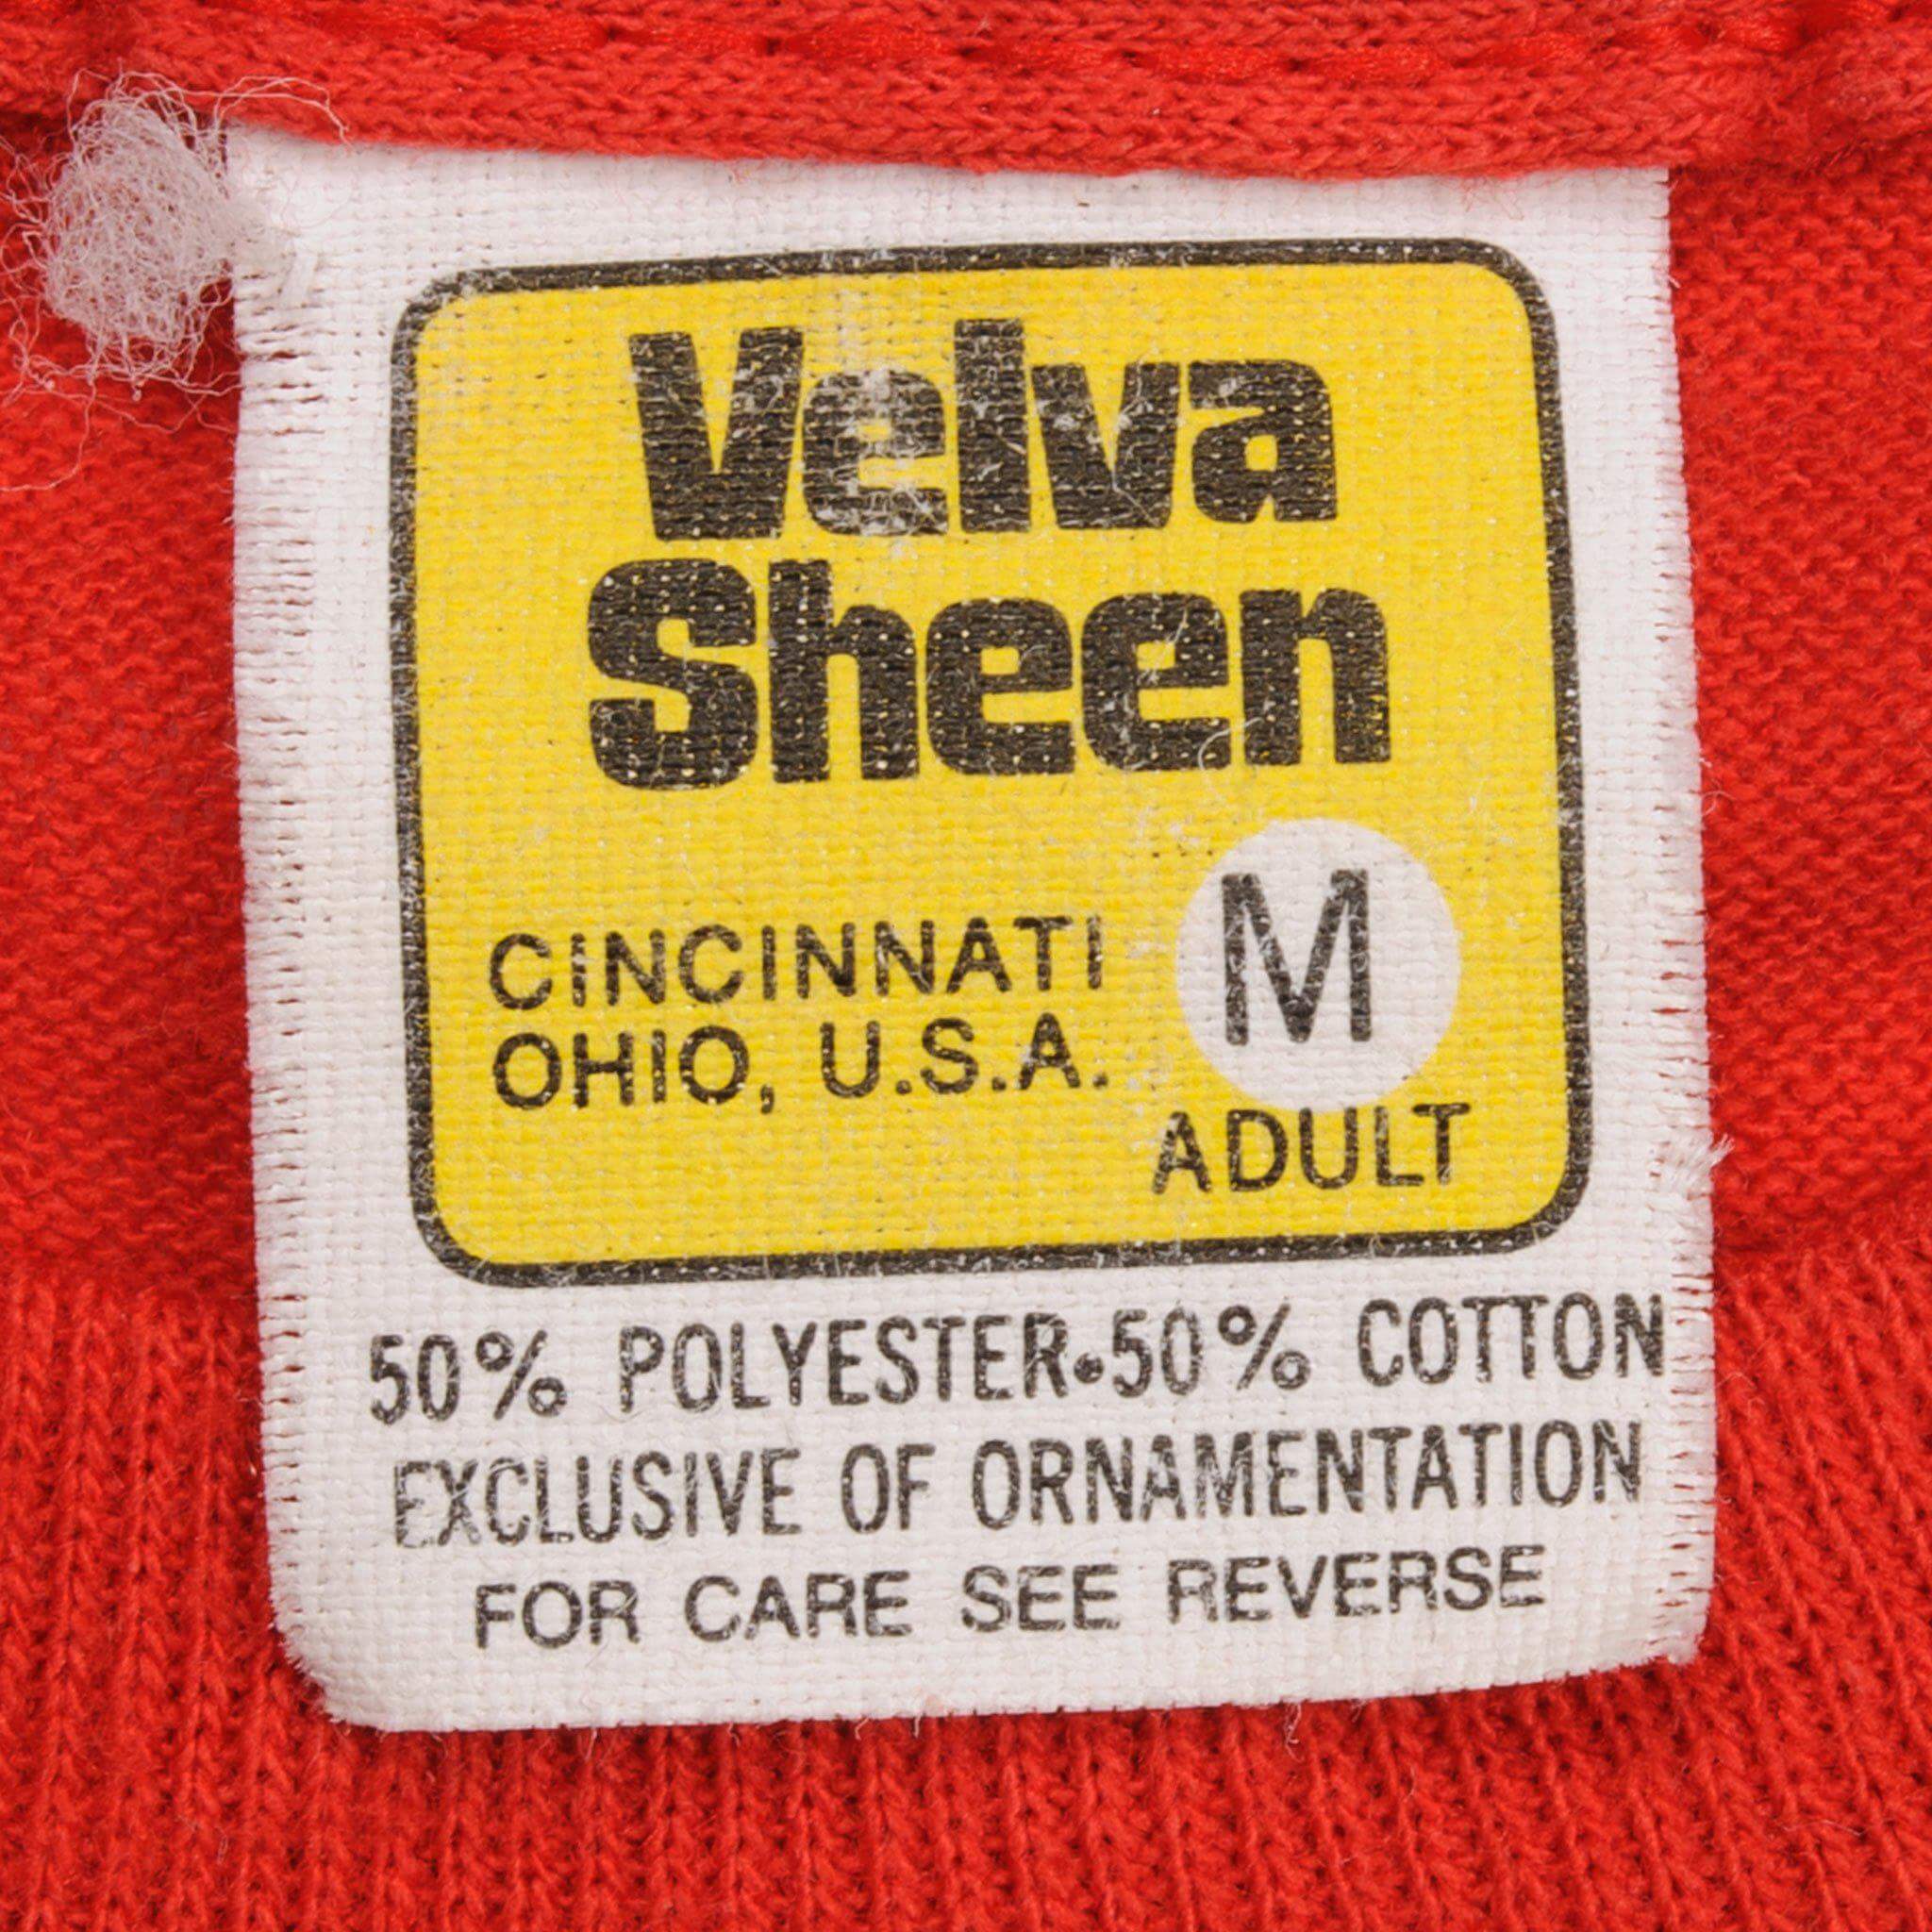 Velva
Sheen
CINCINNATI
OHIO, U.S.A.
M
ADULT
50% POLYESTER•50% COTTON
EXCLUSIVE OF ORNAMENTATION
FOR CARE SEE REVERSE